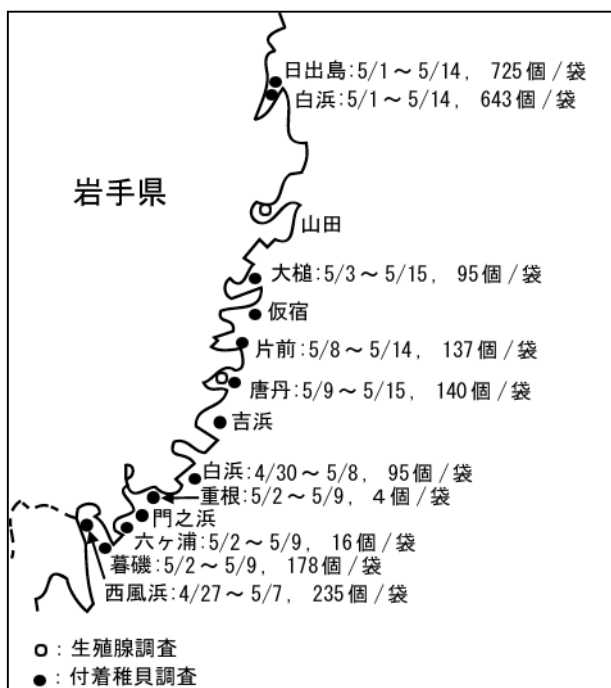 日出島:5/1～5/14, 725個/袋
白浜:5/1～5/14, 643個/袋
岩手県
山田
大槌:5/3～5/15, 95個/袋
仮宿
片前:5/8～5/14, 137個/袋
唐丹:5/9～5/15, 140個/袋
吉浜
白浜:4/30～5/8, 95個/袋
重根:5/2～5/9, 4個/袋
門之浜
六ヶ浦:5/2～5/9, 16個/袋
暮磯:5/2～5/9, 178個/袋
西風浜:4/27～5/7, 235個/袋
○:生殖腺調査
●:付着稚貝調査